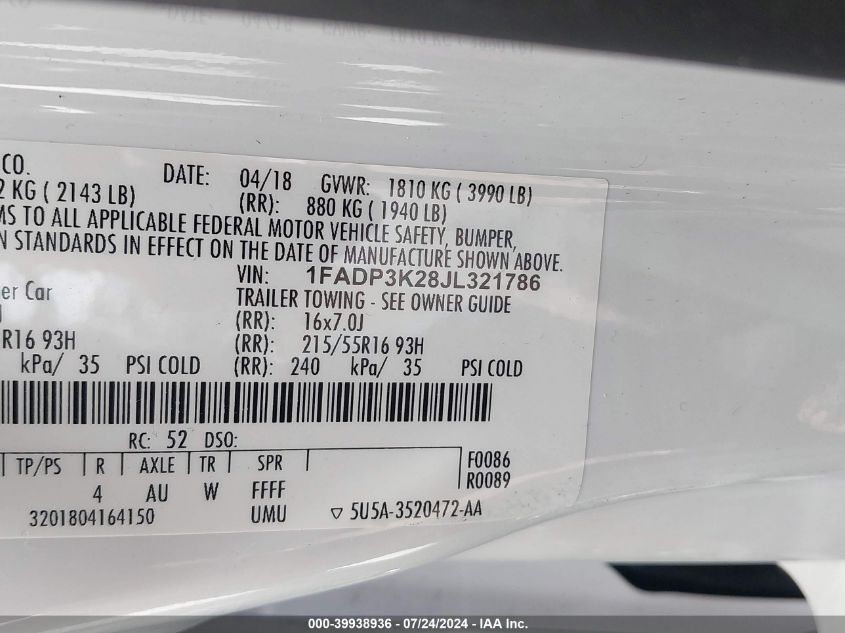 CO. DATE: 04/18 GVWR: 1810 KG ( 3990 LB)
2 KG ( 2143 LB) (RR): 880 KG ( 1940 LB)
MS TO ALL APPLICABLE FEDERAL MOTOR VEHICLE SAFETY, BUMPER,
N STANDARDS IN EFFECT ON THE DATE OF MANUFACTURE SHOWN ABOVE.
VIN: 1FADP3K28JL321786
er Car TRAILER TOWING - SEE OWNER GUIDE
J (RR): 16x7.0J
R16 93H (RR): 215/55R16 93H
kPa/ 35 PSI COLD (RR): 240 kPa/ 35 PSI COLD
RC: 52 DSO:
TP/PS R AXLE TR SPR F0086
R0089
4 AU W FFFF
3201804164150 UMU ▽ 5U5A-3520472-AA
000-39938936 - 07/24/2024 - IAA Inc.